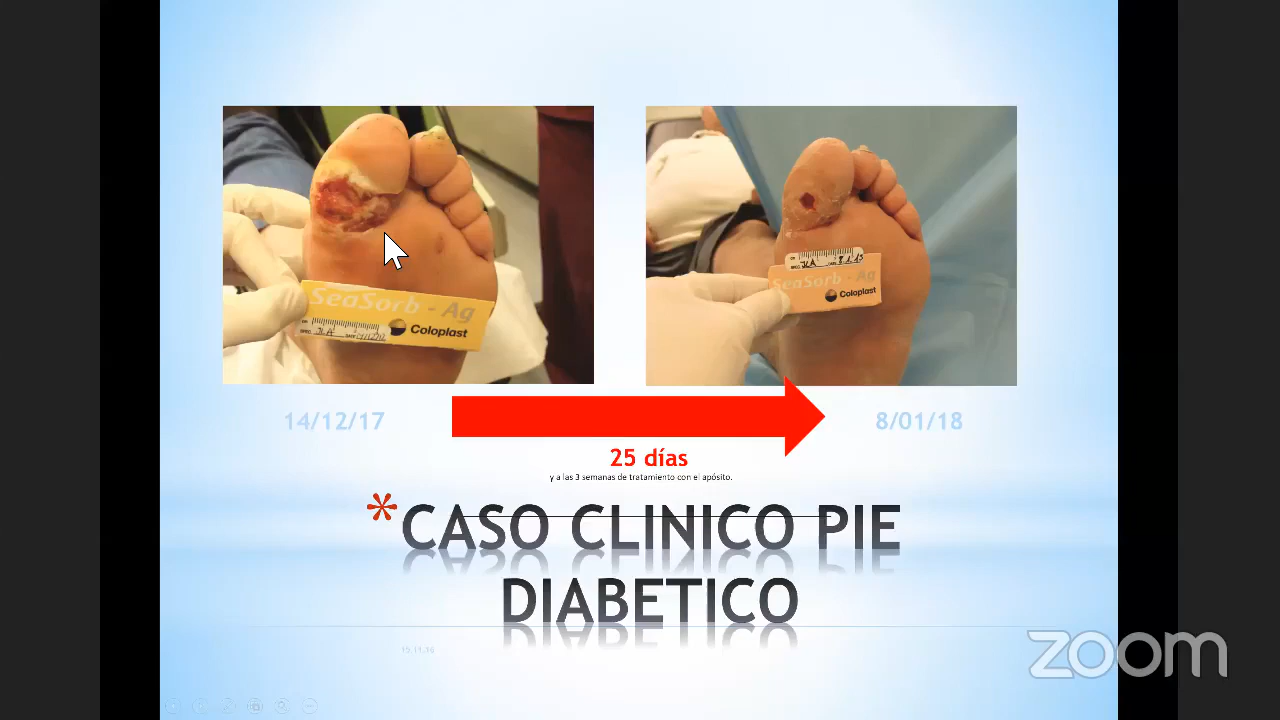 SeaSorb - Ag
Coloplast
SeaSorb - Ag
Coloplast
14/12/17
8/01/18
25 días
y a las 3 semanas de tratamiento con el apósito.
*CASO CLINICO PIE
DIABETICO
zoom